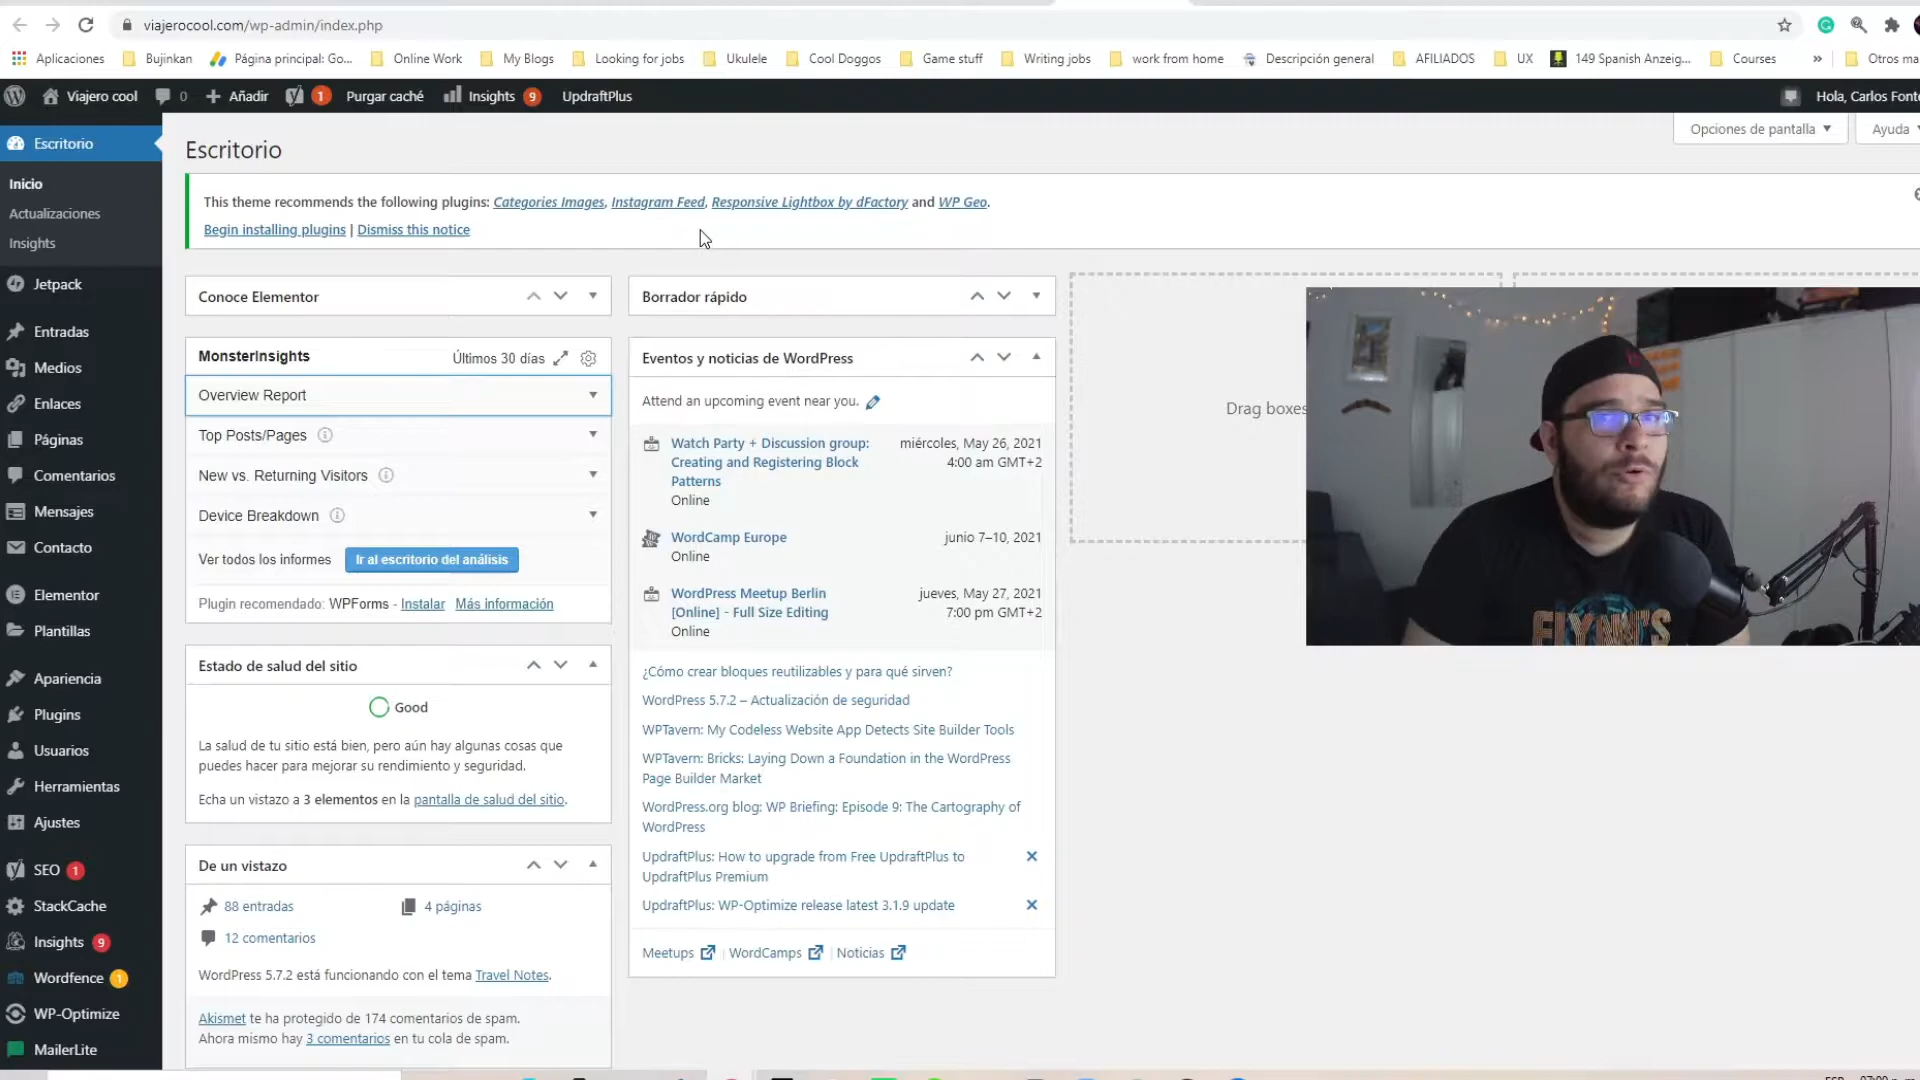 viajerocool.com/wp-admin/index.php
Aplicaciones Bujinkan Página principal: Go... Online Work My Blogs Looking for jobs Ukulele Cool Doggos Game stuff Writing jobs work from home Descripción general AFILIADOS UX 149 Spanish Anzeig... Courses » Otros ma
Viajero cool 0 + Añadir 1 Purgar caché Insights 9 UpdraftPlus Hola, Carlos Fonte
Opciones de pantalla Ayuda
Escritorio
Inicio
Actualizaciones
Insights
Jetpack
Entradas
Medios
Enlaces
Páginas
Comentarios
Mensajes
Contacto
Elementor
Plantillas
Apariencia
Plugins
Usuarios
Herramientas
Ajustes
SEO 1
StackCache
Insights 9
Wordfence 1
WP-Optimize
MailerLite
Escritorio
This theme recommends the following plugins: Categories Images, Instagram Feed, Responsive Lightbox by dFactory and WP Geo.
Begin installing plugins | Dismiss this notice
Conoce Elementor
MonsterInsights Últimos 30 días
Overview Report
Top Posts/Pages
New vs. Returning Visitors
Device Breakdown
Ver todos los informes Ir al escritorio del análisis
Plugin recomendado: WPForms - Instalar Más información
Estado de salud del sitio
Good
La salud de tu sitio está bien, pero aún hay algunas cosas que
puedes hacer para mejorar su rendimiento y seguridad.
Echa un vistazo a 3 elementos en la pantalla de salud del sitio.
De un vistazo
88 entradas 4 páginas
12 comentarios
WordPress 5.7.2 está funcionando con el tema Travel Notes.
Akismet te ha protegido de 174 comentarios de spam.
Ahora mismo hay 3 comentarios en tu cola de spam.
Borrador rápido
Eventos y noticias de WordPress
Attend an upcoming event near you.
Watch Party + Discussion group: miércoles, May 26, 2021
Creating and Registering Block 4:00 am GMT+2
Patterns
Online
WordCamp Europe junio 7–10, 2021
Online
WordPress Meetup Berlin jueves, May 27, 2021
[Online] - Full Size Editing 7:00 pm GMT+2
Online
¿Cómo crear bloques reutilizables y para qué sirven?
WordPress 5.7.2 – Actualización de seguridad
WPTavern: My Codeless Website App Detects Site Builder Tools
WPTavern: Bricks: Laying Down a Foundation in the WordPress
Page Builder Market
WordPress.org blog: WP Briefing: Episode 9: The Cartography of
WordPress
UpdraftPlus: How to upgrade from Free UpdraftPlus to
UpdraftPlus Premium
UpdraftPlus: WP-Optimize release latest 3.1.9 update
Meetups | WordCamps | Noticias
Drag boxes
FLYNN'S